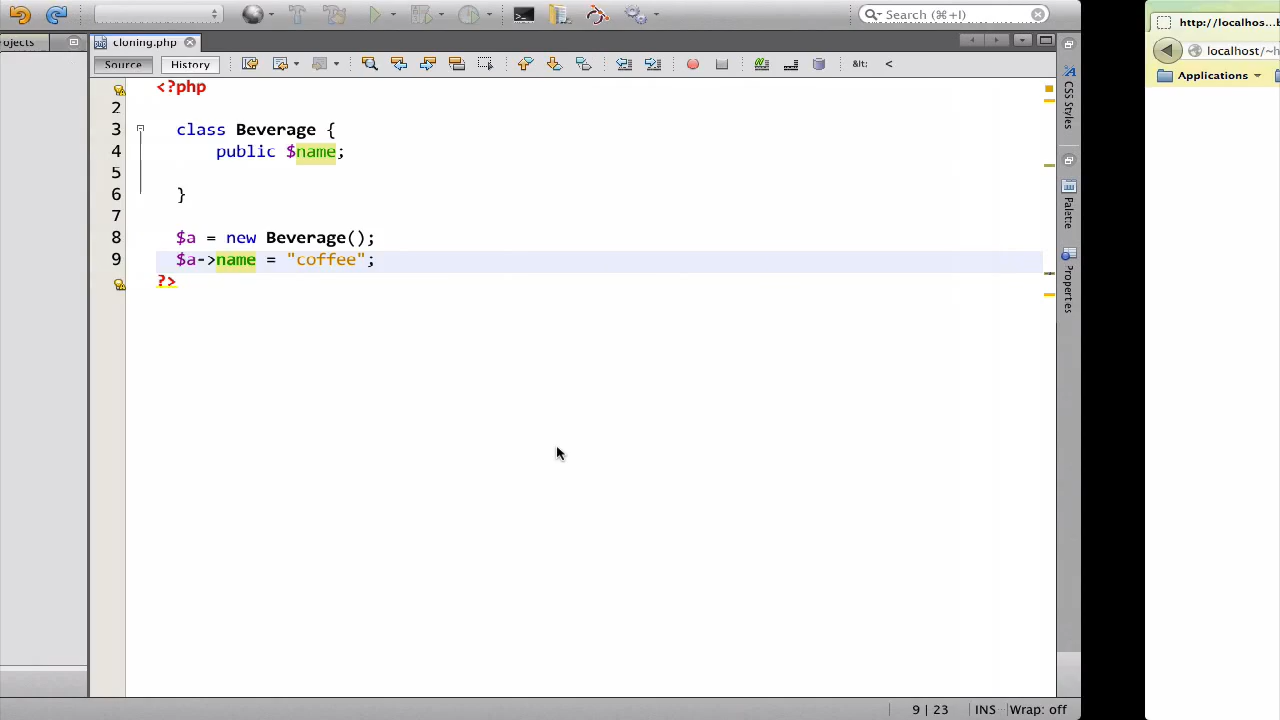 Search (⌘+I)
ojects
cloning.php
http://localhos...b
Source
History
&lt:
<
localhost/~h
Applications
<?php
2
3 class Beverage {
4 public $name;
5
6 }
7
8 $a = new Beverage();
9 $a->name = "coffee";
?>
CSS Styles
Palette
Properties
9 | 23
INS
Wrap: off